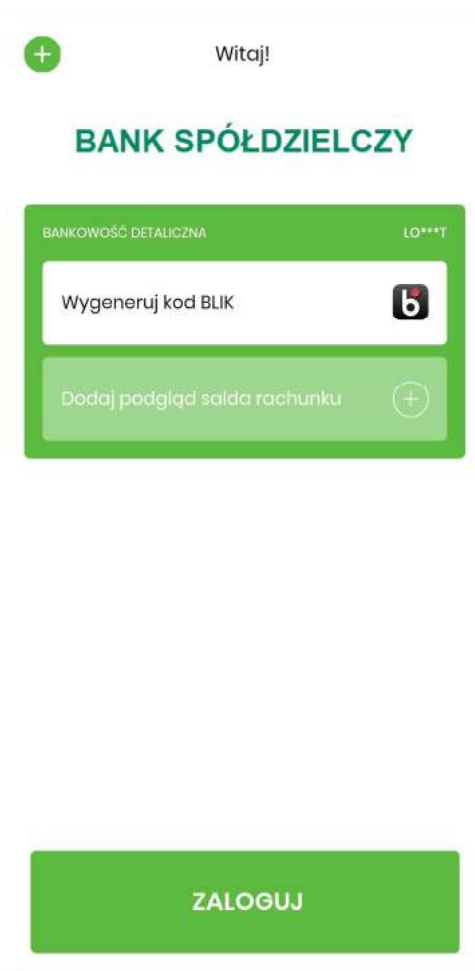 Witaj!
BANK SPÓŁDZIELCZY
BANKOWOŚĆ DETALICZNA LO***T
Wygeneruj kod BLIK
Dodaj podgląd salda rachunku
ZALOGUJ